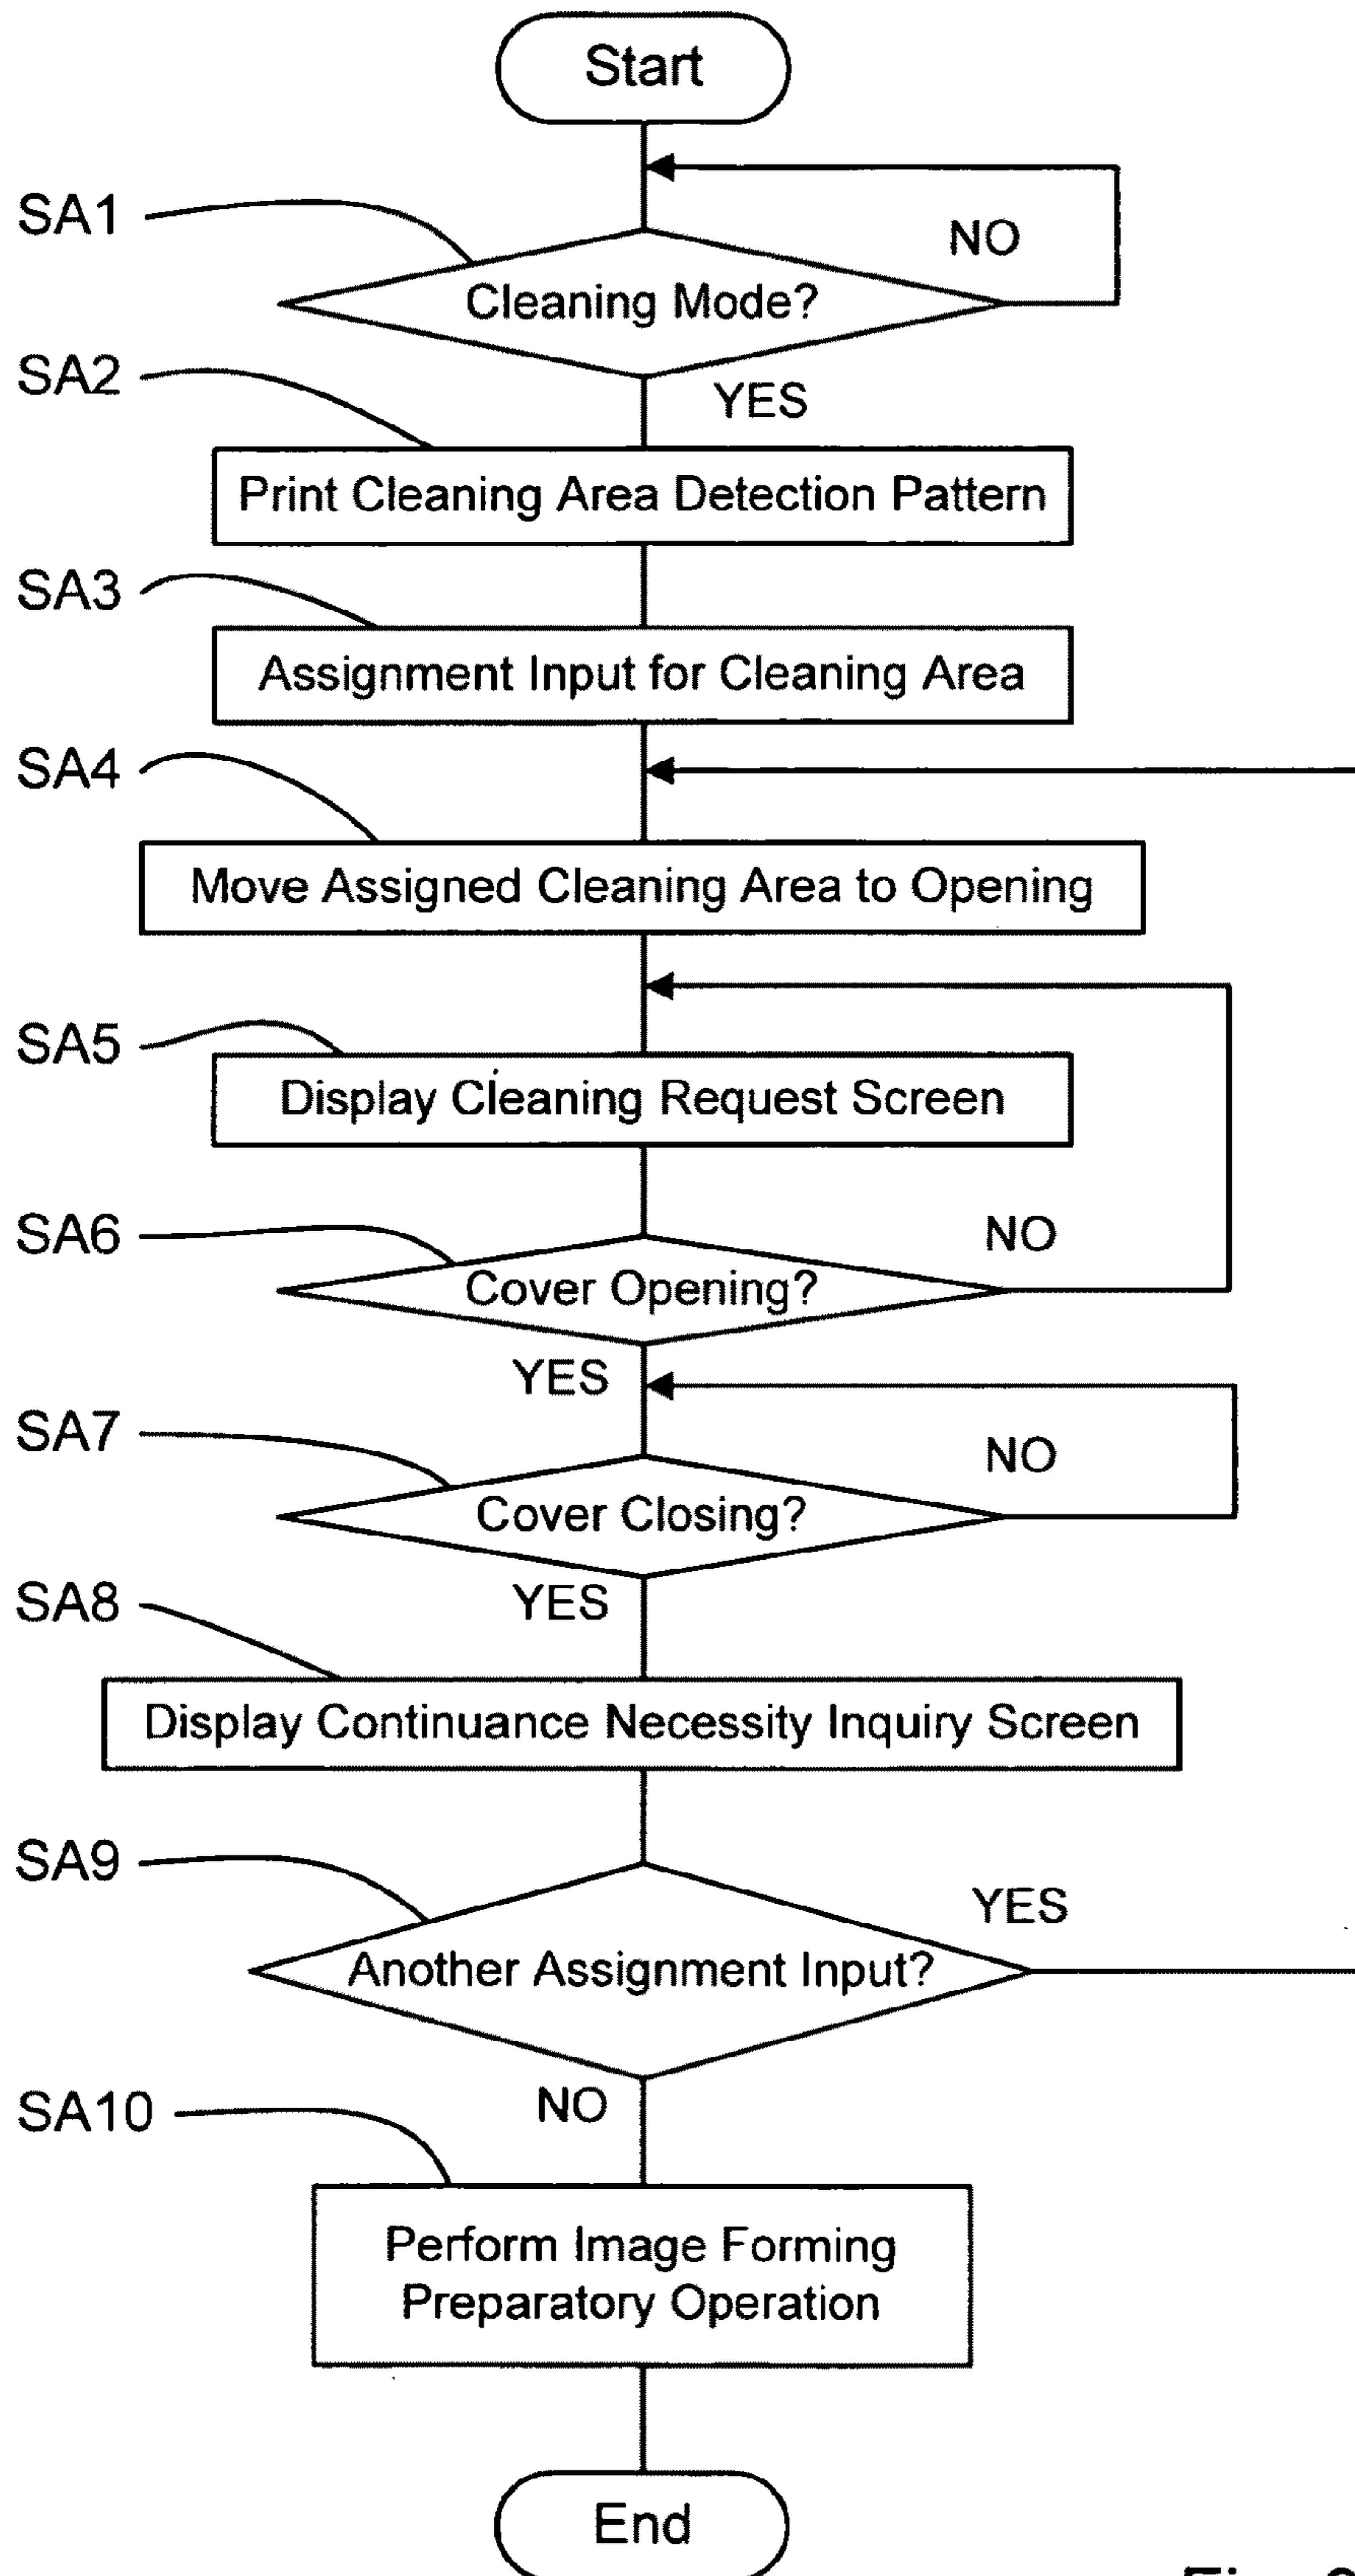 Start
SA1
NO
Cleaning Mode?
SA2
YES
Print Cleaning Area Detection Pattern
SA3
Assignment Input for Cleaning Area
SA4
Move Assigned Cleaning Area to Opening
SA5
Display Cleaning Request Screen
SA6
NO
Cover Opening?
YES
SA7
NO
Cover Closing?
YES
SA8
Display Continuance Necessity Inquiry Screen
SA9
YES
Another Assignment Input?
NO
SA10
Perform Image Forming
Preparatory Operation
End